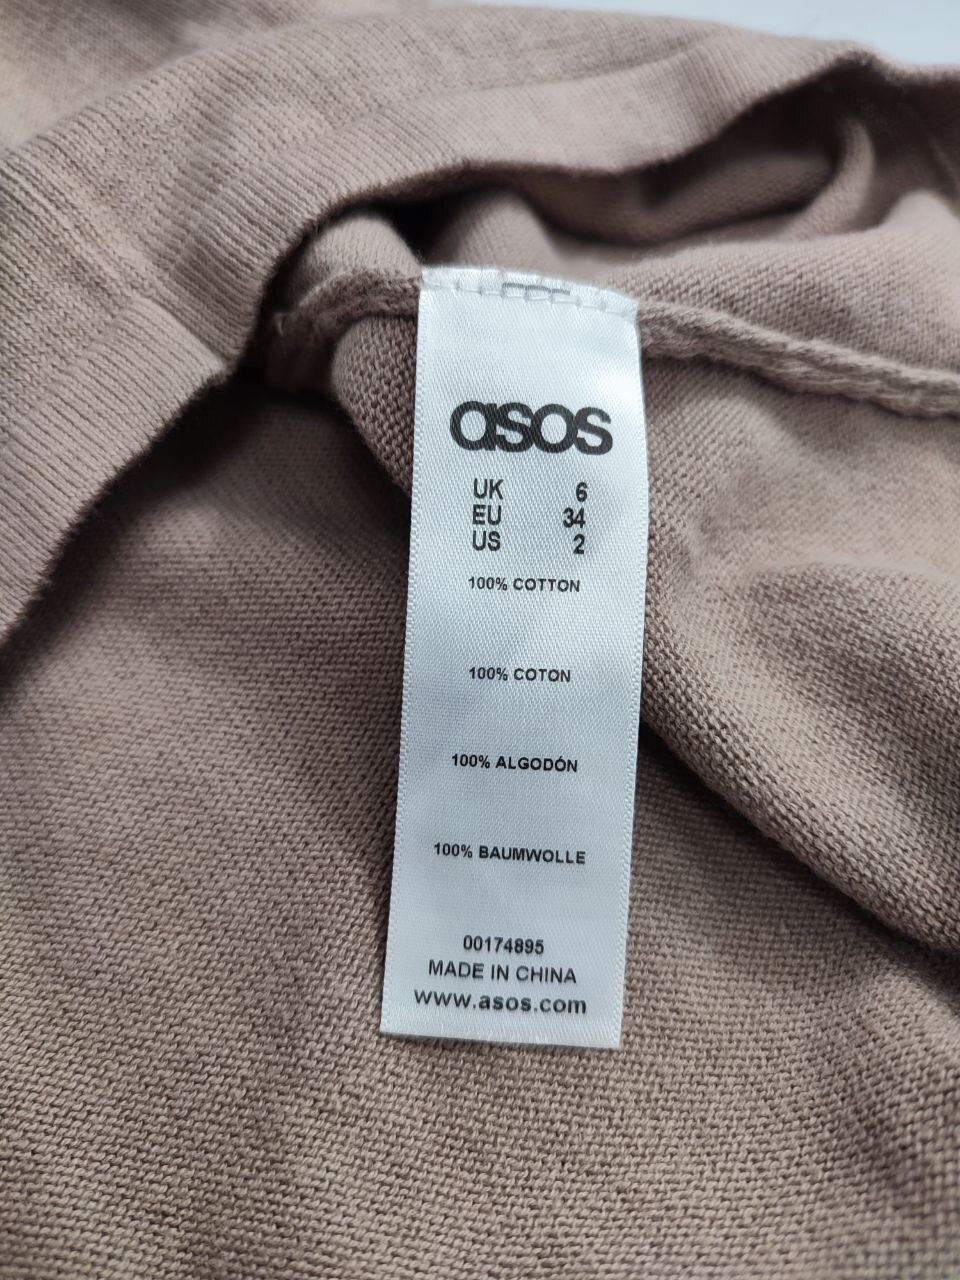 asos
UK 6
EU 34
US 2
100% COTTON
100% COTON
100% ALGODÓN
100% BAUMWOLLE
00174895
MADE IN CHINA
www.asos.com